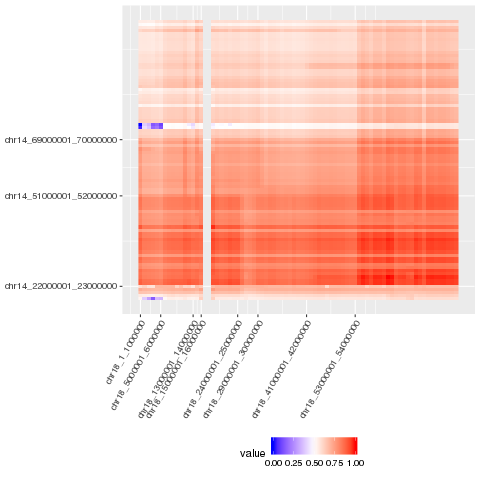 chr14_69000001_70000000
chr14_51000001_52000000
chr14_22000001_23000000
chr18_1_1000000
chr18_5000001_6000000
chr18_13000001_14000000
chr18_15000001_16000000
chr18_24000001_25000000
chr18_29000001_30000000
chr18_41000001_42000000
chr18_53000001_54000000
value
0.00 0.25 0.50 0.75 1.00